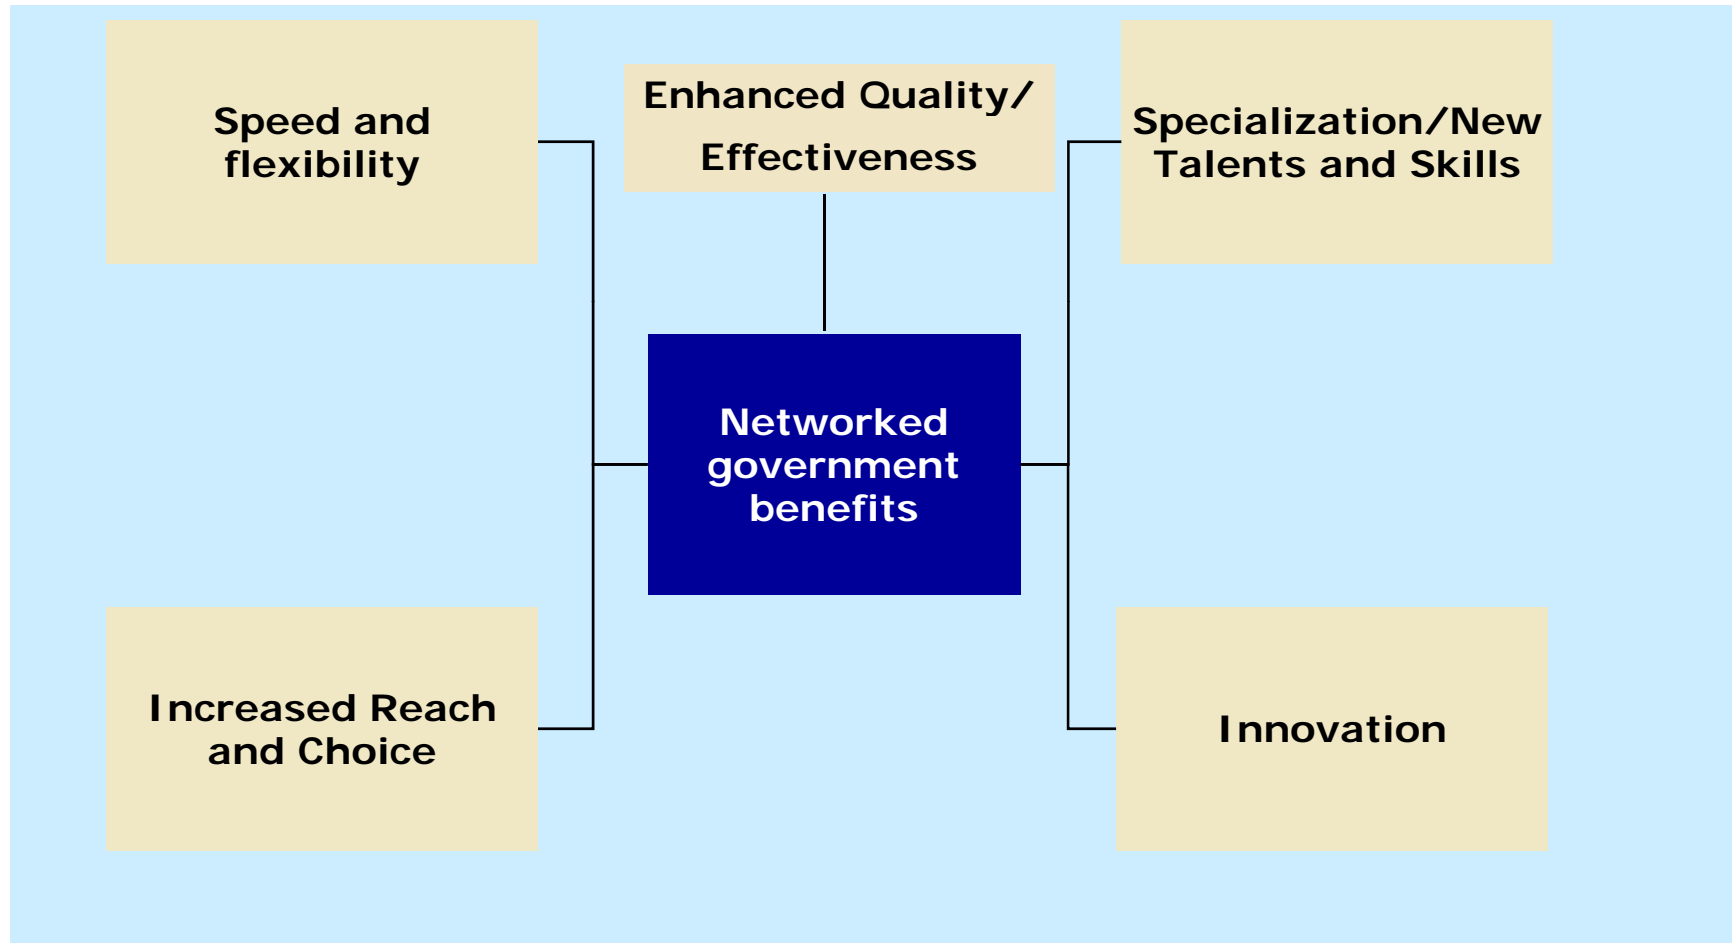 Speed and
flexibility
Enhanced Quality/
Effectiveness
Specialization/New
Talents and Skills
Networked
government
benefits
Increased Reach
and Choice
Innovation